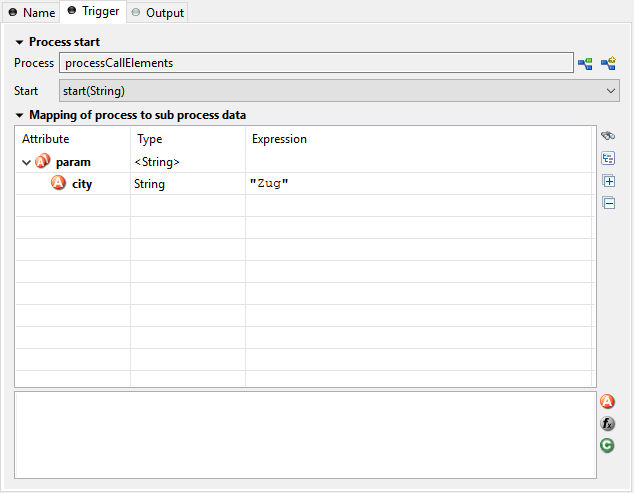 Name Trigger Output
Process start
Process processCallElements
Start start(String)
Mapping of process to sub process data
Attribute Type Expression
A param <String>
A city String "Zug"
A
fx
C